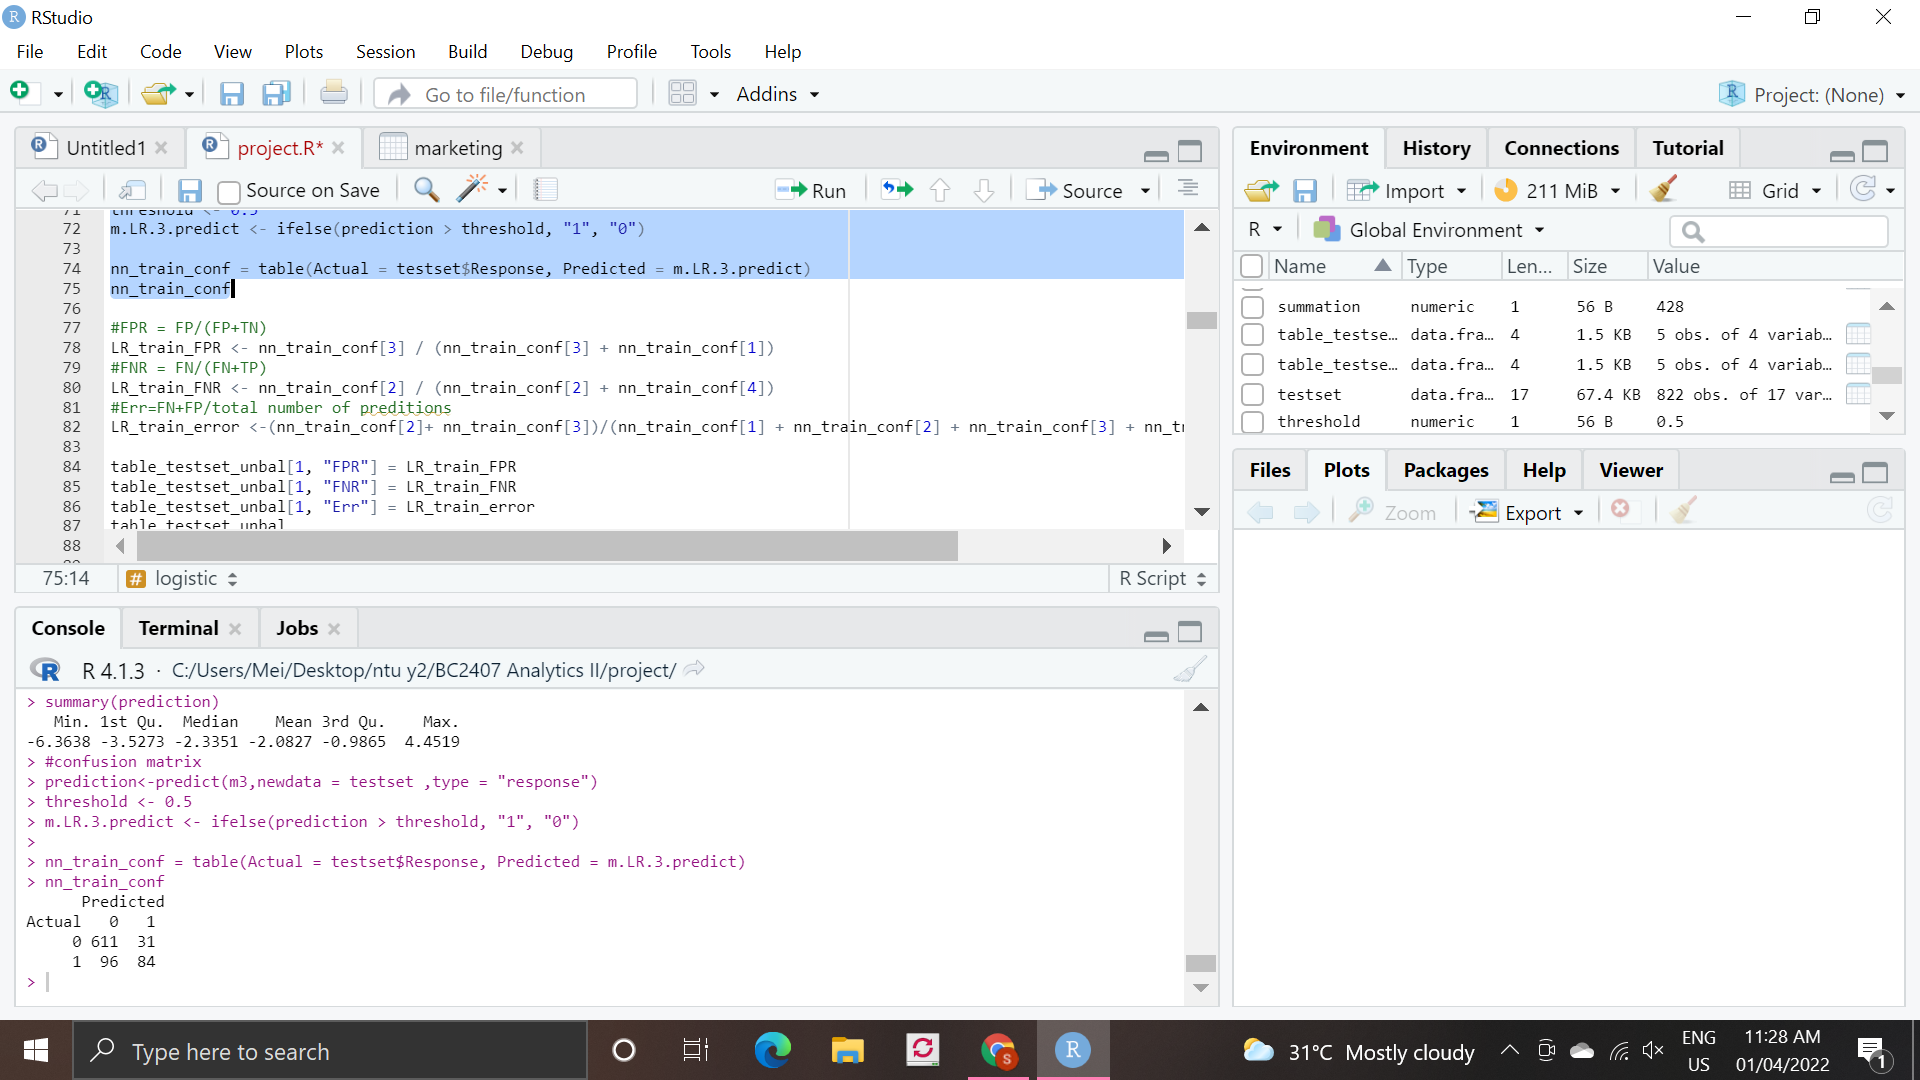 RStudio
File Edit Code View Plots Session Build Debug Profile Tools Help
Go to file/function Addins Project: (None)
Untitled1 project.R* marketing
Source on Save Run Source
71 threshold <- 0.5
72 m.LR.3.predict <- ifelse(prediction > threshold, "1", "0")
73
74 nn_train_conf = table(Actual = testset$Response, Predicted = m.LR.3.predict)
75 nn_train_conf
76
77 #FPR = FP/(FP+TN)
78 LR_train_FPR <- nn_train_conf[3] / (nn_train_conf[3] + nn_train_conf[1])
79 #FNR = FN/(FN+TP)
80 LR_train_FNR <- nn_train_conf[2] / (nn_train_conf[2] + nn_train_conf[4])
81 #Err=FN+FP/total number of preditions
82 LR_train_error <-(nn_train_conf[2]+ nn_train_conf[3])/(nn_train_conf[1] + nn_train_conf[2] + nn_train_conf[3] + nn_tr
83
84 table_testset_unbal[1, "FPR"] = LR_train_FPR
85 table_testset_unbal[1, "FNR"] = LR_train_FNR
86 table_testset_unbal[1, "Err"] = LR_train_error
87 table_testset_unbal
88
75:14 # logistic R Script
Console Terminal Jobs
R 4.1.3 · C:/Users/Mei/Desktop/ntu y2/BC2407 Analytics II/project/
> summary(prediction)
Min. 1st Qu. Median Mean 3rd Qu. Max.
-6.3638 -3.5273 -2.3351 -2.0827 -0.9865 4.4519
> #confusion matrix
> prediction<-predict(m3,newdata = testset ,type = "response")
> threshold <- 0.5
> m.LR.3.predict <- ifelse(prediction > threshold, "1", "0")
>
> nn_train_conf = table(Actual = testset$Response, Predicted = m.LR.3.predict)
> nn_train_conf
Predicted
Actual 0 1
0 611 31
1 96 84
>
Environment History Connections Tutorial
Import 211 MiB Grid
R Global Environment
Name Type Len... Size Value
summation numeric 1 56 B 428
table_testse... data.fra... 4 1.5 KB 5 obs. of 4 variab...
table_testse... data.fra... 4 1.5 KB 5 obs. of 4 variab...
testset data.fra... 17 67.4 KB 822 obs. of 17 var...
threshold numeric 1 56 B 0.5
Files Plots Packages Help Viewer
Zoom Export
Type here to search
31°C Mostly cloudy
ENG
US
11:28 AM
01/04/2022
1